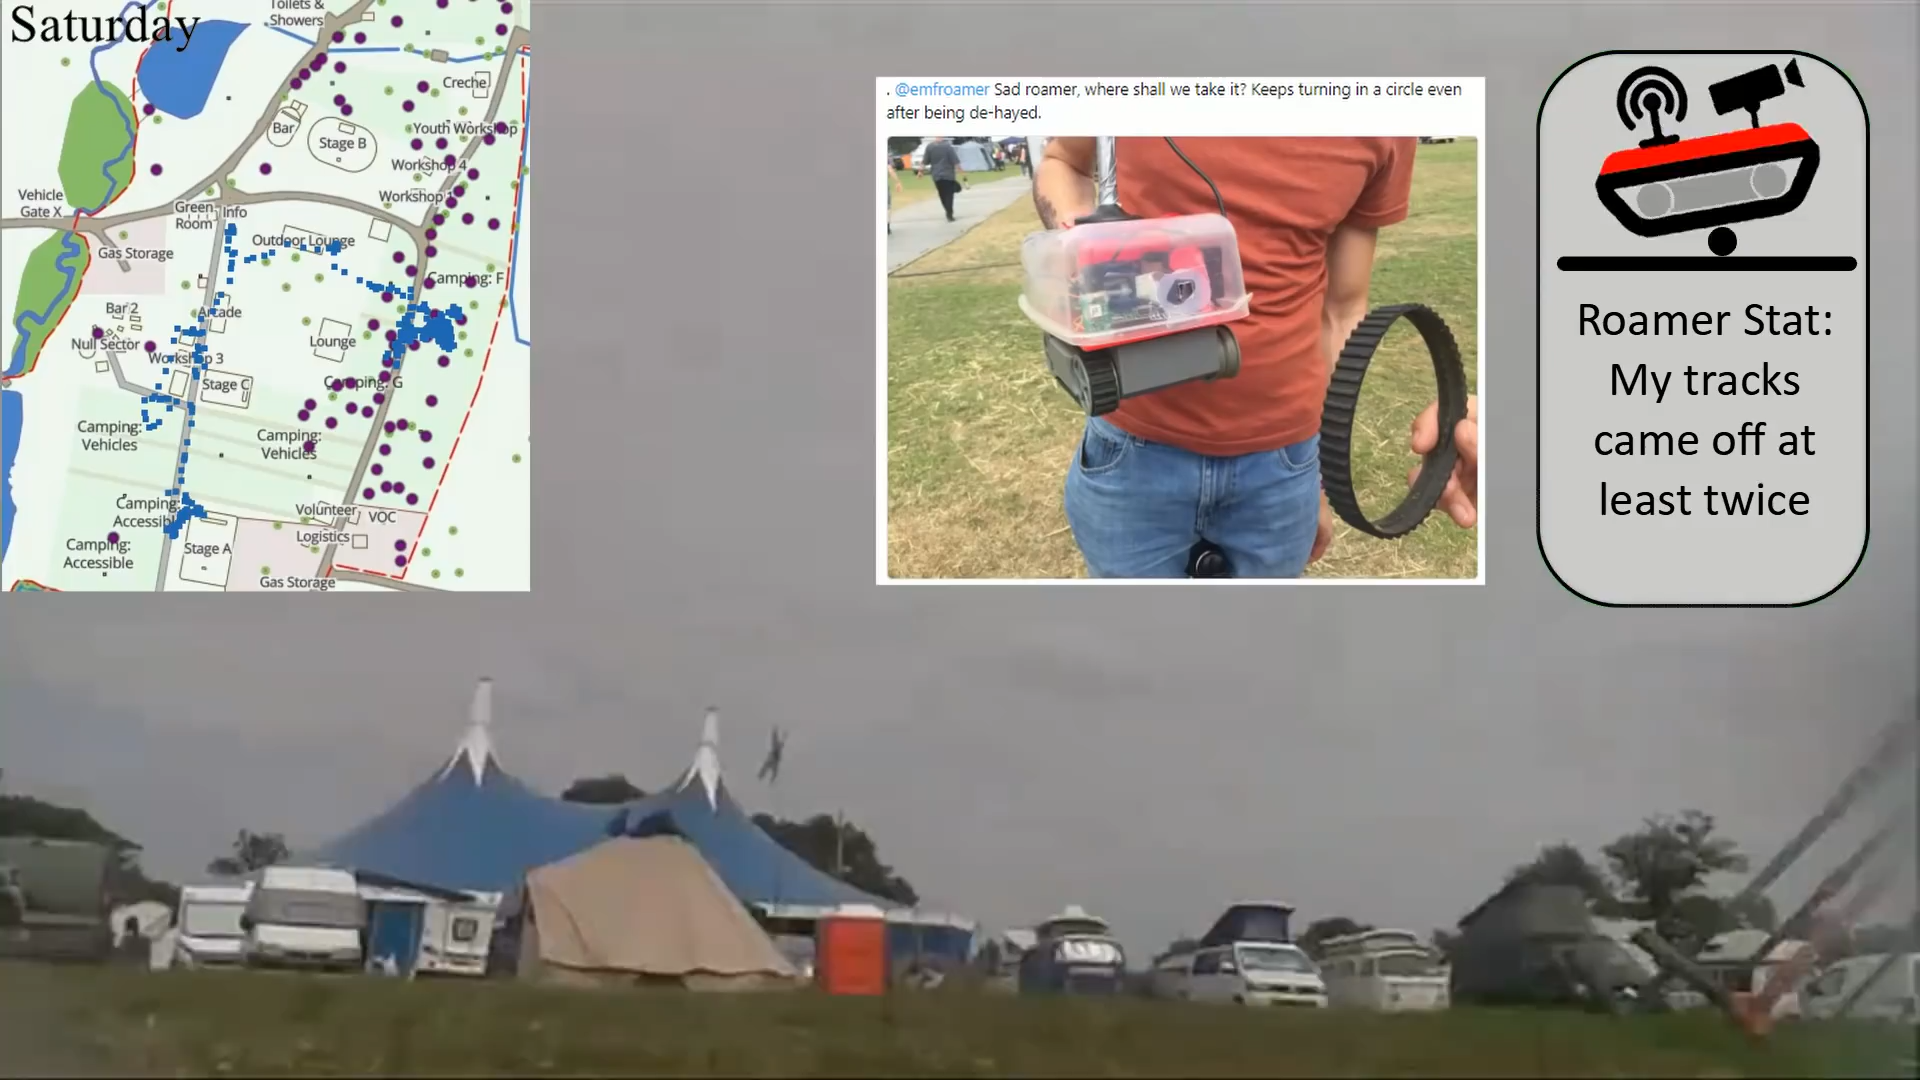 Saturday
Toilets &
Showers
Creche
Bar
Stage B
Youth Workshop
Workshop 4
Workshop
Vehicle
Gate X
Green
Room
Info
Outdoor Lounge
Gas Storage
Camping: F
Bar 2
Arcade
Null Sector
Lounge
Workshop 3
Stage C
Camping: G
Camping:
Vehicles
Camping:
Vehicles
Camping:
Accessible
Volunteer
VOC
Logistics
Camping:
Accessible
Stage A
Gas Storage
. @emfroamer Sad roamer, where shall we take it? Keeps turning in a circle even
after being de-hayed.
Roamer Stat:
My tracks
came off at
least twice